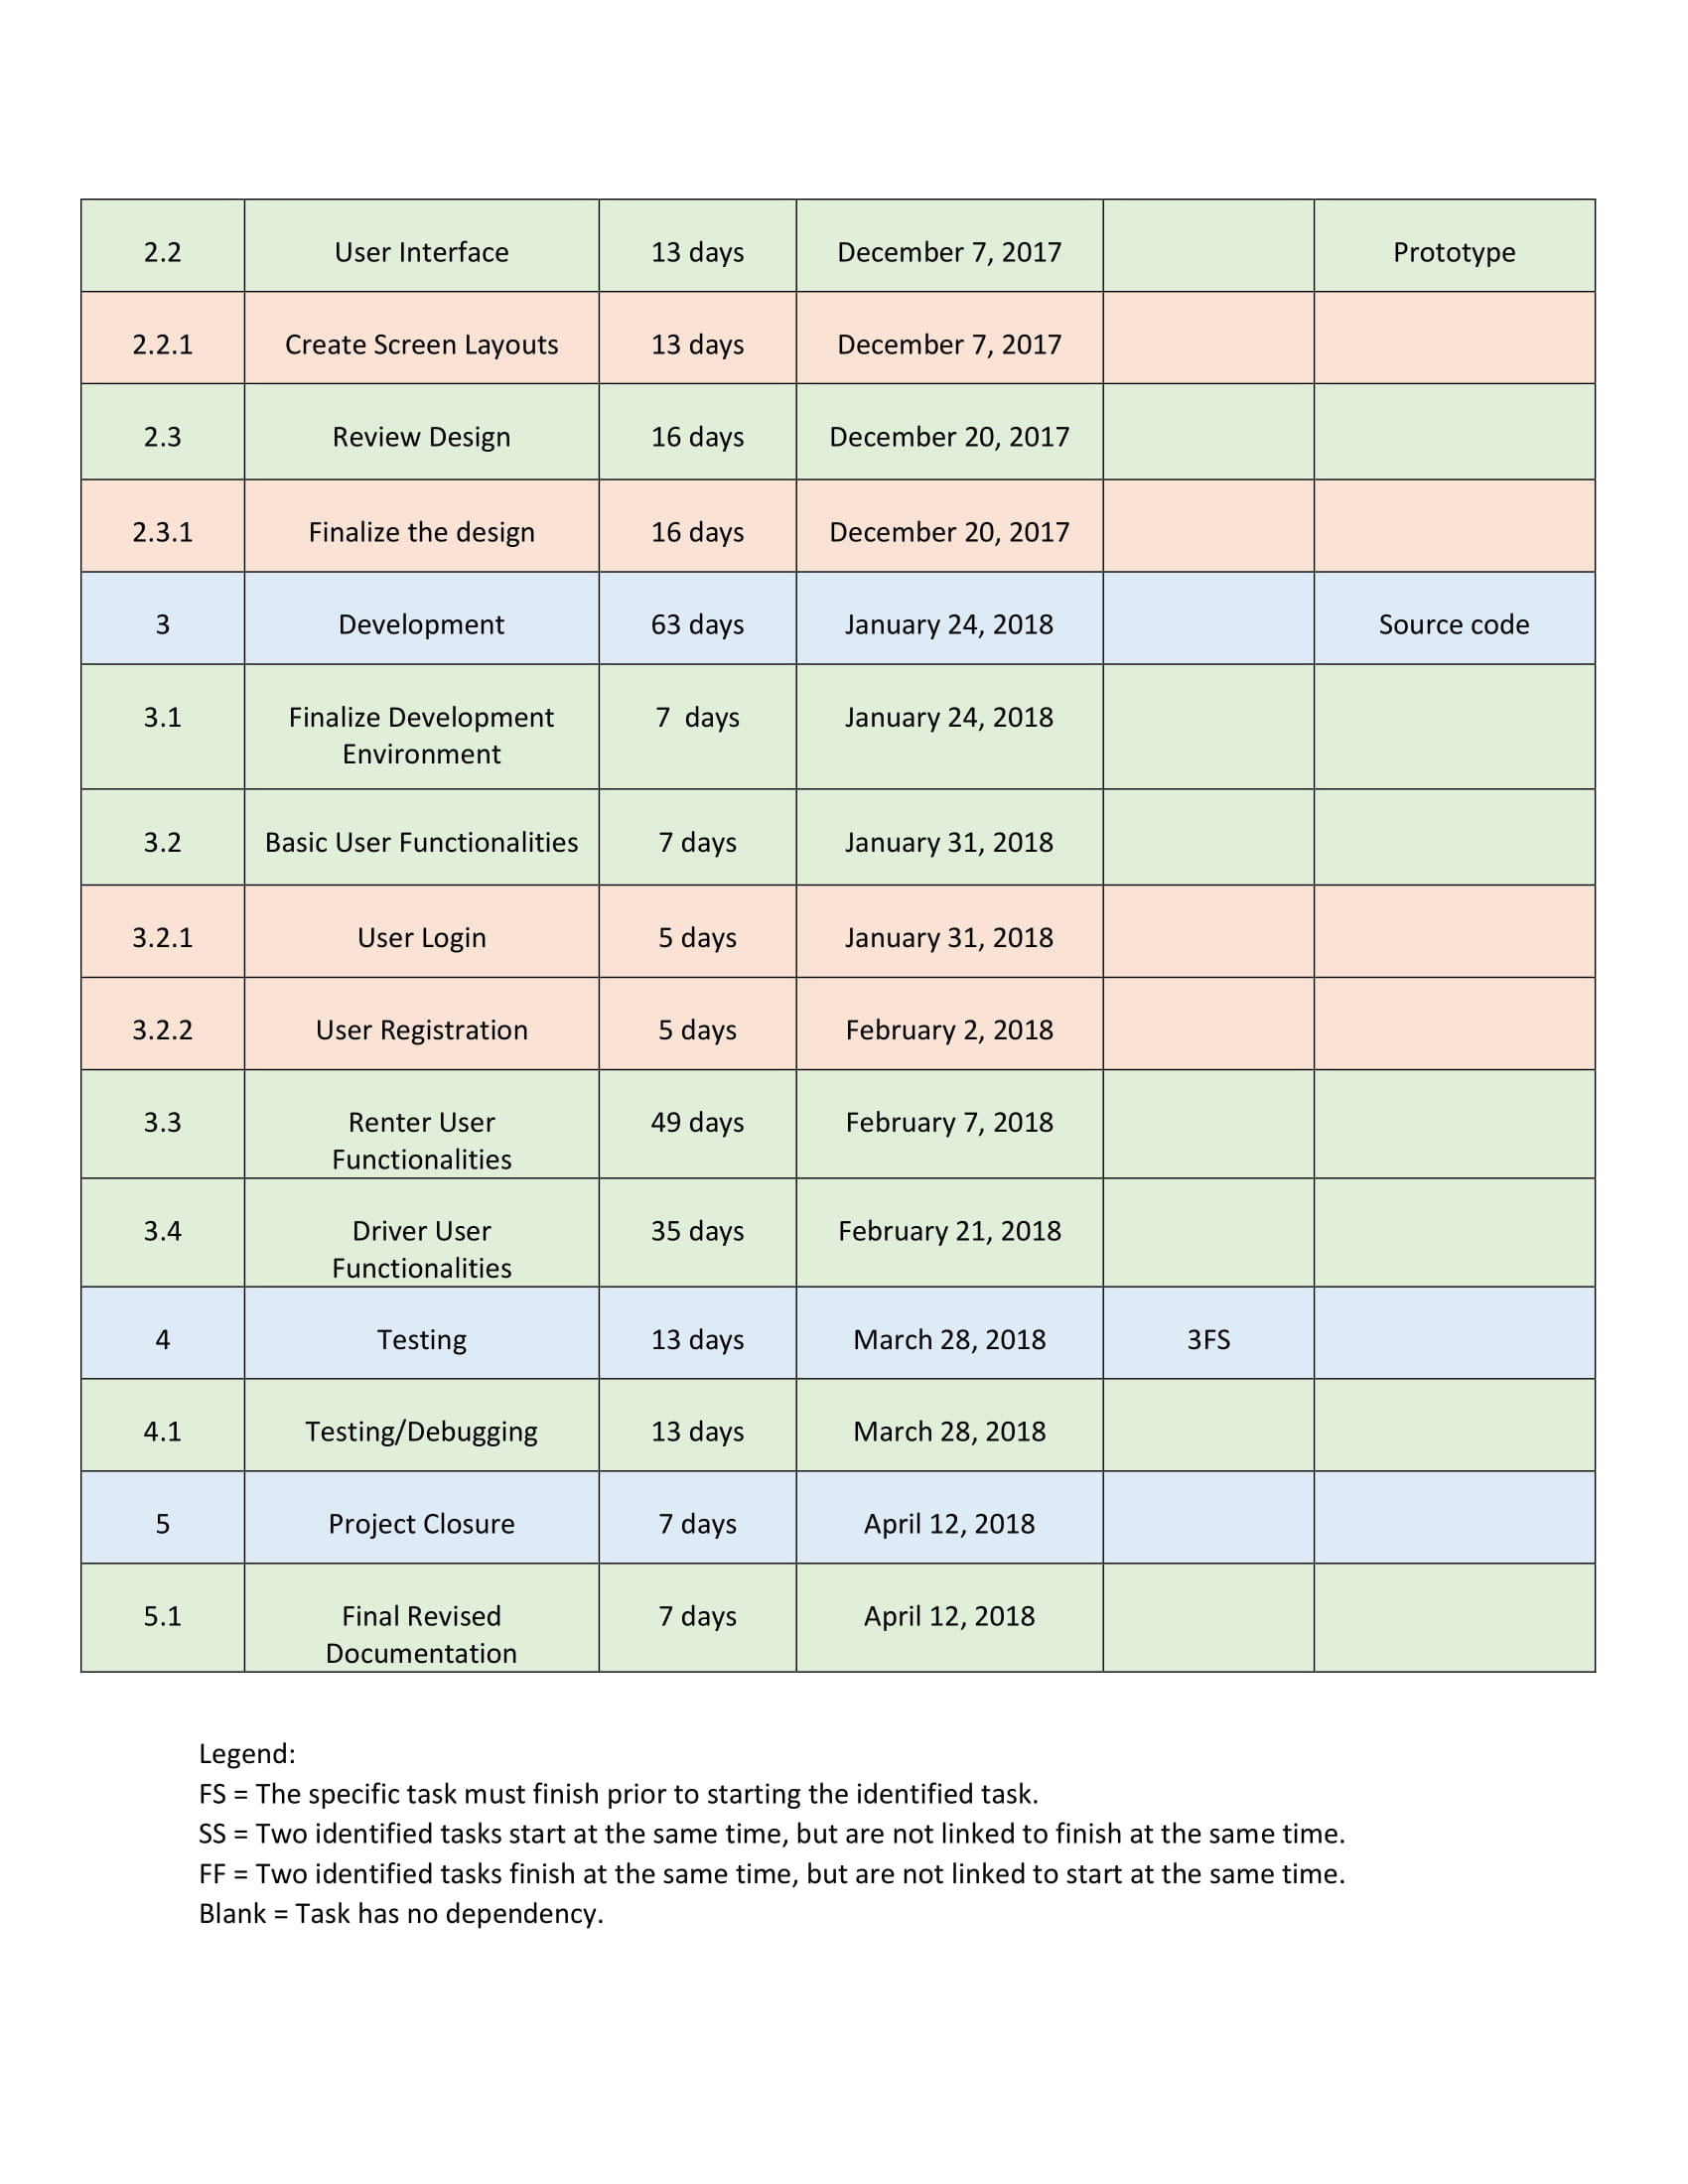 2.2 User Interface 13 days December 7, 2017 Prototype
2.2.1 Create Screen Layouts 13 days December 7, 2017
2.3 Review Design 16 days December 20, 2017
2.3.1 Finalize the design 16 days December 20, 2017
3 Development 63 days January 24, 2018 Source code
3.1 Finalize Development 7  days January 24, 2018
Environment
3.2 Basic User Functionalities 7 days January 31, 2018
3.2.1 User Login 5 days January 31, 2018
3.2.2 User Registration 5 days February 2, 2018
3.3 Renter User 49 days February 7, 2018
Functionalities
3.4 Driver User 35 days February 21, 2018
Functionalities
4 Testing 13 days March 28, 2018 3FS
4.1 Testing/Debugging 13 days March 28, 2018
5 Project Closure 7 days April 12, 2018
5.1 Final Revised 7 days April 12, 2018
Documentation
Legend:
FS = The specific task must finish prior to starting the identified task.
SS = Two identified tasks start at the same time, but are not linked to finish at the same time.
FF = Two identified tasks finish at the same time, but are not linked to start at the same time.
Blank = Task has no dependency.